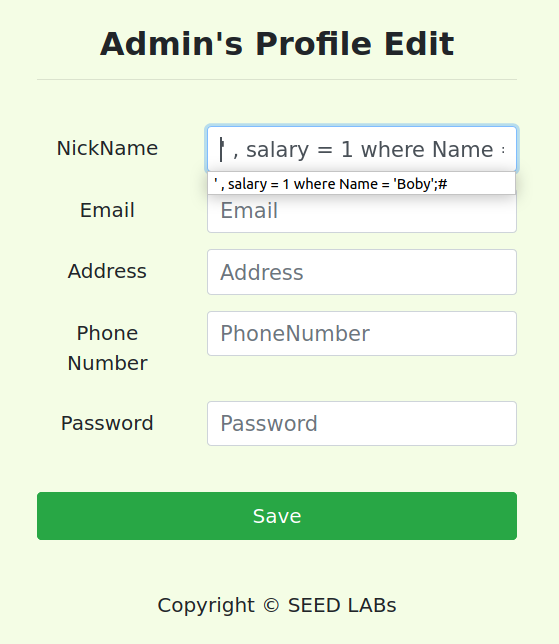 Admin's Profile Edit
NickName
' , salary = 1 where Name =
' , salary = 1 where Name = 'Boby';#
Email
Email
Address
Address
Phone
Number
PhoneNumber
Password
Password
Save
Copyright © SEED LABs